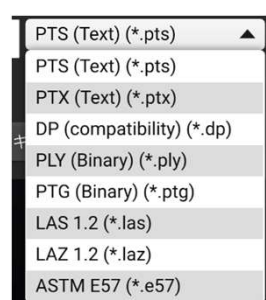 PTS (Text) (*.pts)
PTS (Text) (*.pts)
PTX (Text) (*.ptx)
DP (compatibility) (*.dp)
キ
PLY (Binary) (*.ply)
PTG (Binary) (*.ptg)
LAS 1.2 (*.las)
LAZ 1.2 (*.laz)
ASTM E57 (*.e57)